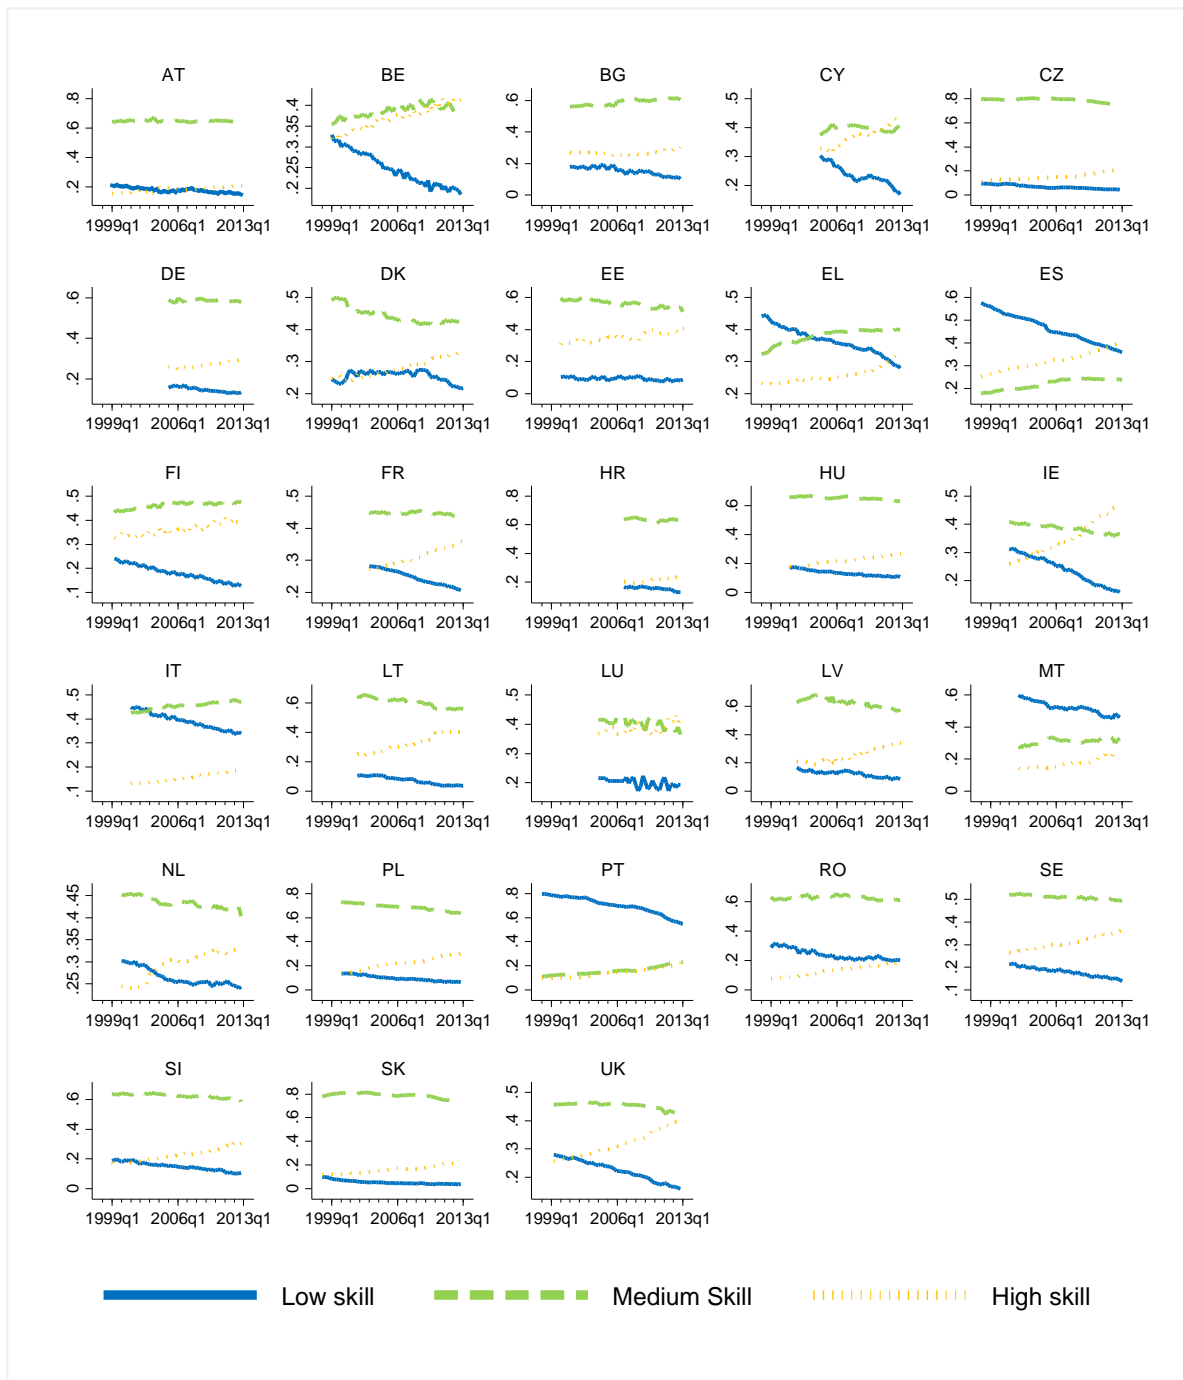 AT BE BG CY CZ
.2 .4 .6 .8
.2 .25 .3 .35 .4
0 .2 .4 .6
.2 .3 .4 .5
0 .2 .4 .6 .8
1999q1 2006q1 2013q1 1999q1 2006q1 2013q1 1999q1 2006q1 2013q1 1999q1 2006q1 2013q1 1999q1 2006q1 2013q1
DE DK EE EL ES
.2 .4 .6
.2 .3 .4 .5
0 .2 .4 .6
.2 .3 .4 .5
.2 .3 .4 .5 .6
1999q1 2006q1 2013q1 1999q1 2006q1 2013q1 1999q1 2006q1 2013q1 1999q1 2006q1 2013q1 1999q1 2006q1 2013q1
FI FR HR HU IE
.1 .2 .3 .4 .5
.2 .3 .4 .5
.2 .4 .6 .8
0 .2 .4 .6
.2 .3 .4 .5
1999q1 2006q1 2013q1 1999q1 2006q1 2013q1 1999q1 2006q1 2013q1 1999q1 2006q1 2013q1 1999q1 2006q1 2013q1
IT LT LU LV MT
.1 .2 .3 .4 .5
0 .2 .4 .6
.2 .3 .4 .5
0 .2 .4 .6
0 .2 .4 .6
1999q1 2006q1 2013q1 1999q1 2006q1 2013q1 1999q1 2006q1 2013q1 1999q1 2006q1 2013q1 1999q1 2006q1 2013q1
NL PL PT RO SE
.25 .3 .35 .4 .45
0 .2 .4 .6 .8
0 .2 .4 .6 .8
0 .2 .4 .6
.1 .2 .3 .4 .5
1999q1 2006q1 2013q1 1999q1 2006q1 2013q1 1999q1 2006q1 2013q1 1999q1 2006q1 2013q1 1999q1 2006q1 2013q1
SI SK UK
0 .2 .4 .6
0 .2 .4 .6 .8
.2 .3 .4 .5
1999q1 2006q1 2013q1 1999q1 2006q1 2013q1 1999q1 2006q1 2013q1
Low skill Medium Skill High skill